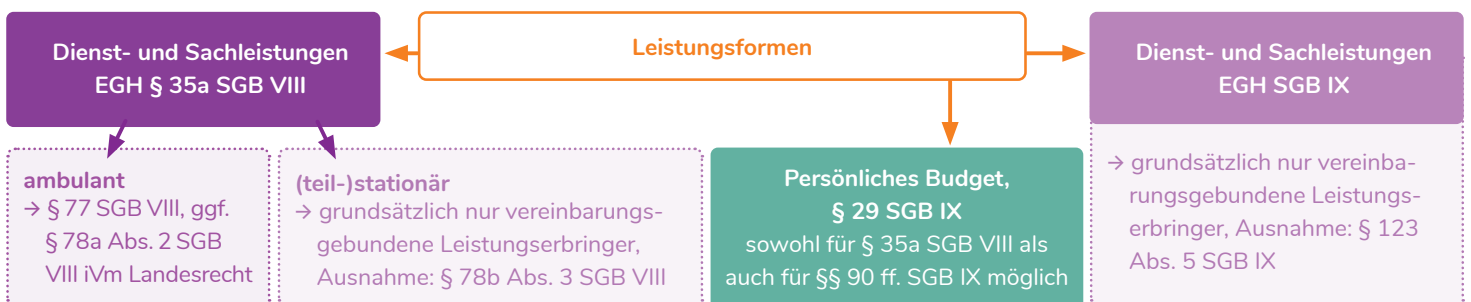 Dienst- und Sachleistungen
EGH § 35a SGB VIII
Leistungsformen
Dienst- und Sachleistungen
EGH SGB IX
ambulant
→ § 77 SGB VIII, ggf.
§ 78a Abs. 2 SGB
VIII iVm Landesrecht
(teil-)stationär
→ grundsätzlich nur vereinbarungs-
gebundene Leistungserbringer,
Ausnahme: § 78b Abs. 3 SGB VIII
Persönliches Budget,
§ 29 SGB IX
sowohl für § 35a SGB VIII als
auch für §§ 90 ff. SGB IX möglich
→ grundsätzlich nur vereinba-
rungsgebundene Leistungs-
erbringer, Ausnahme: § 123
Abs. 5 SGB IX